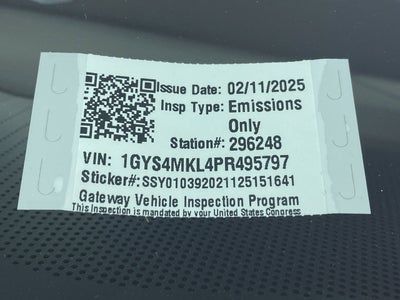 Issue Date: 02/11/2025
Insp Type: Emissions
Only
Station#: 296248
VIN: 1GYS4MKL4PR495797
Sticker#: SSY010392021125151641
Gateway Vehicle Inspection Program
This Inspection is mandated by your United States Congress